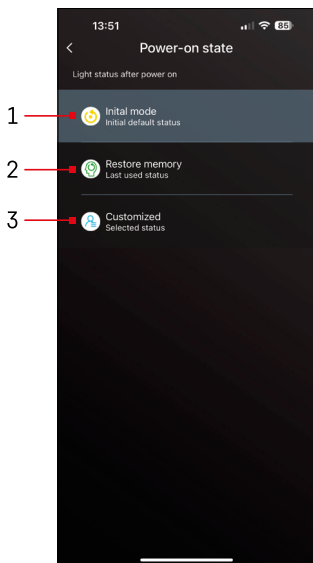 13:51
85
Power-on state
Light status after power on
1
Inital mode
Initial default status
2
Restore memory
Last used status
3
Customized
Selected status